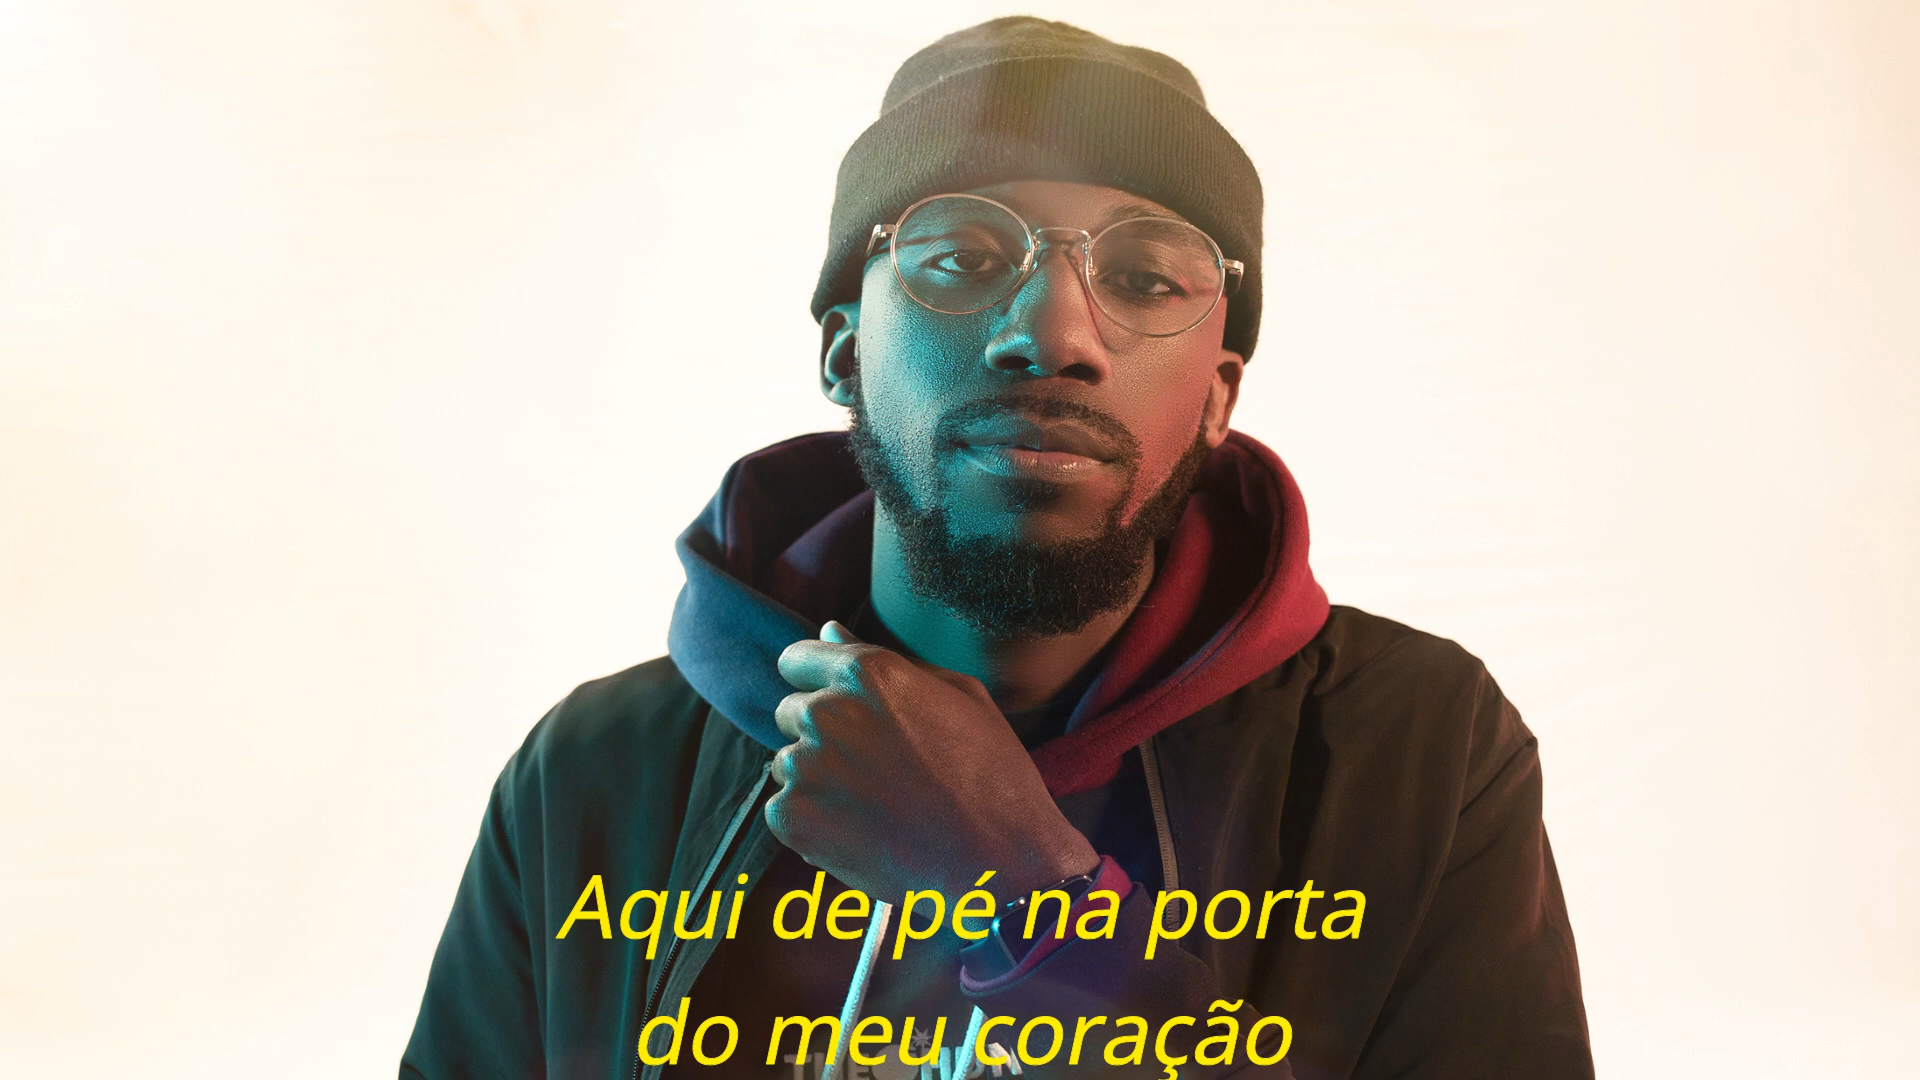 Aqui de pé na porta
do meu coração